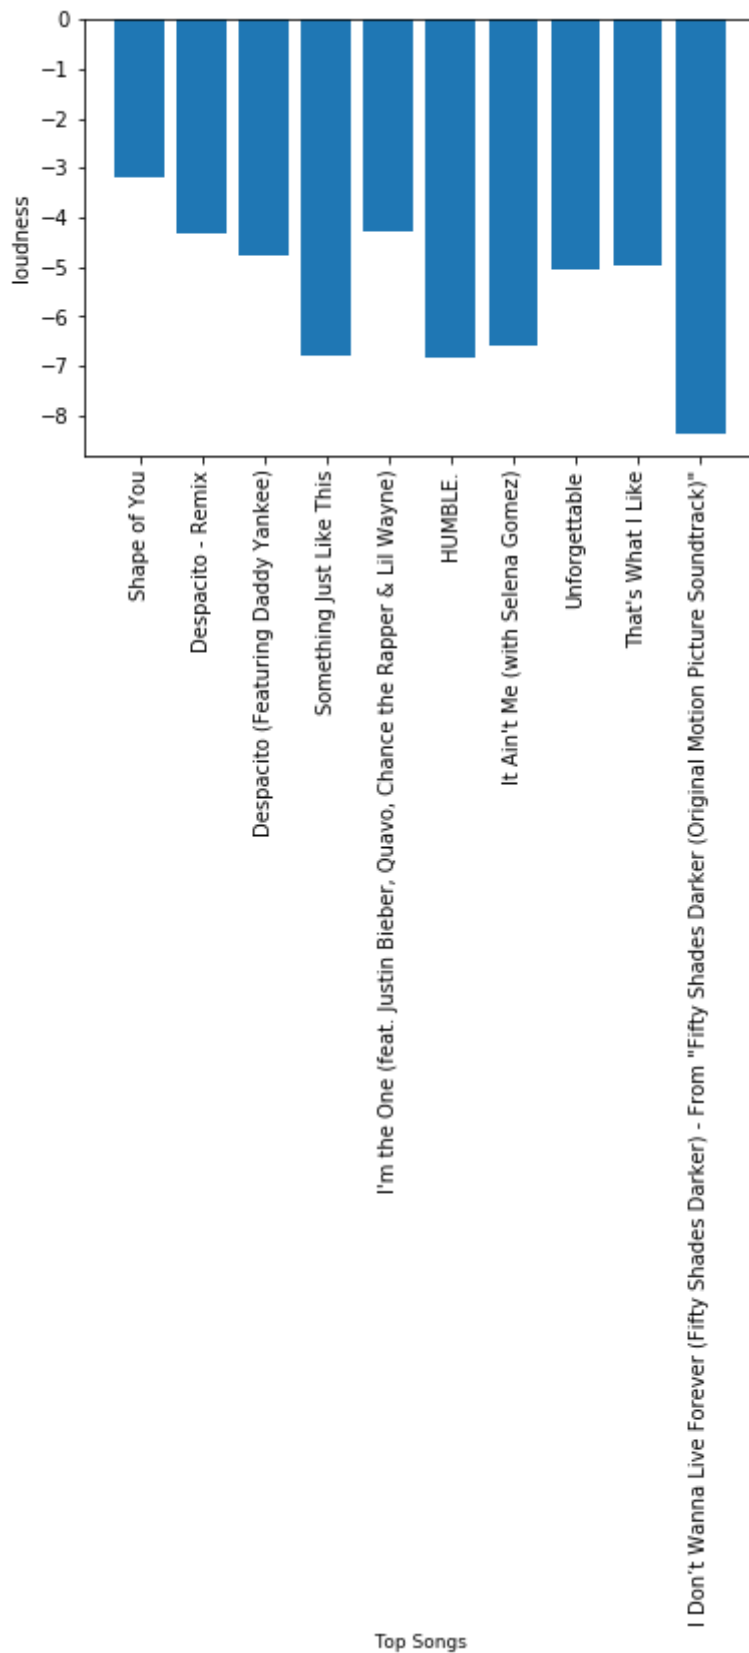 0
−1
−2
−3
−4
−5
−6
−7
−8
loudness
Shape of You
Despacito - Remix
Despacito (Featuring Daddy Yankee)
Something Just Like This
I'm the One (feat. Justin Bieber, Quavo, Chance the Rapper & Lil Wayne)
HUMBLE.
It Ain't Me (with Selena Gomez)
Unforgettable
That's What I Like
I Don’t Wanna Live Forever (Fifty Shades Darker) - From "Fifty Shades Darker (Original Motion Picture Soundtrack)"
Top Songs